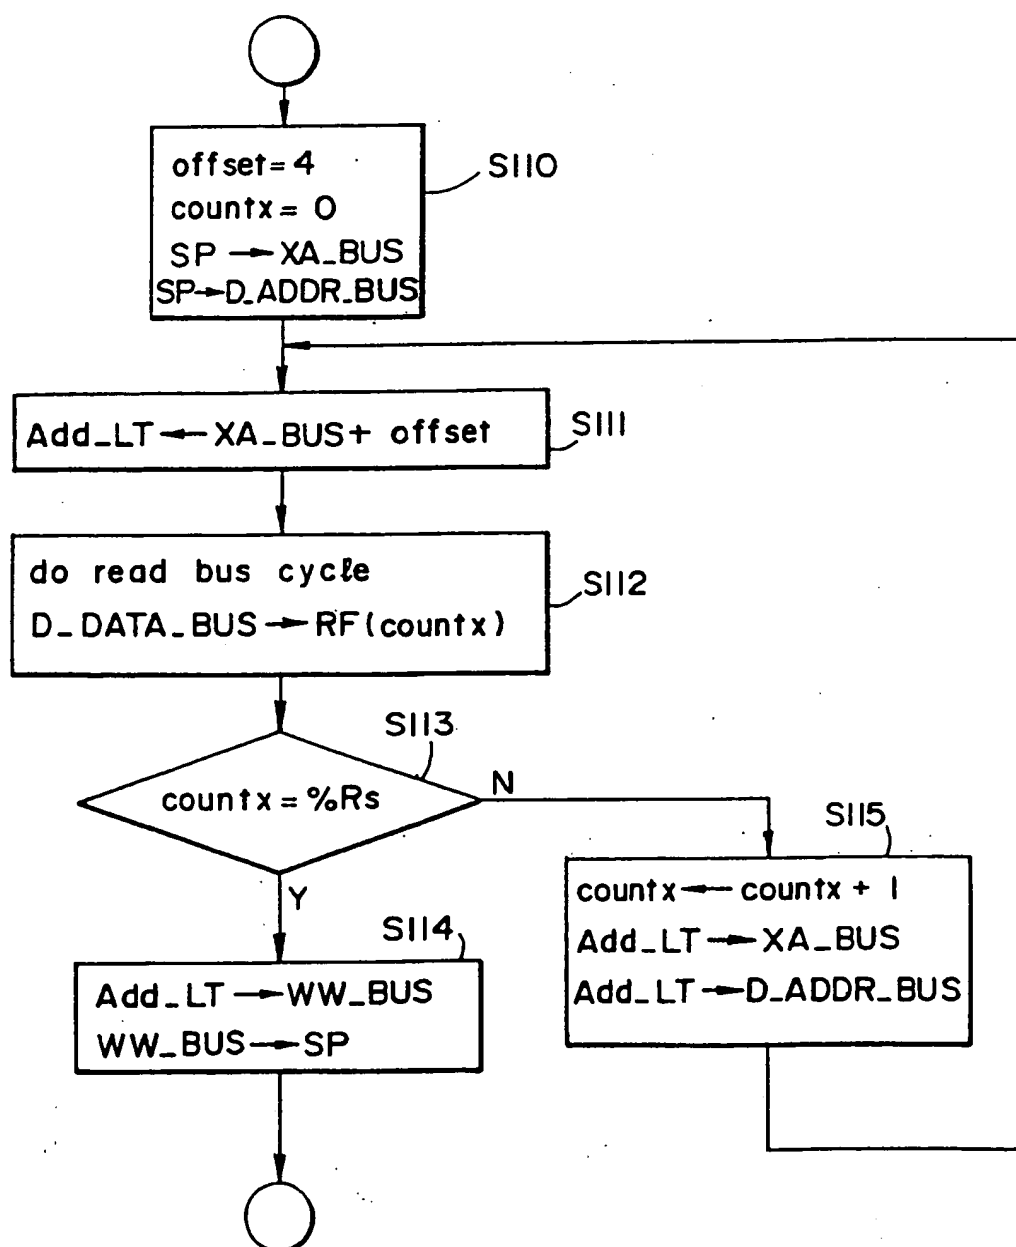 offset=4
countx = 0
SP → XA_BUS
SP→D_ADDR_BUS
S110
Add_LT ← XA_BUS+ offset
S111
do read bus cycle
D_DATA_BUS → RF(countx)
S112
S113
countx = %Rs
N
Y
S115
countx ← countx + 1
Add_LT → XA_BUS
Add_LT → D_ADDR_BUS
S114
Add_LT → WW_BUS
WW_BUS → SP